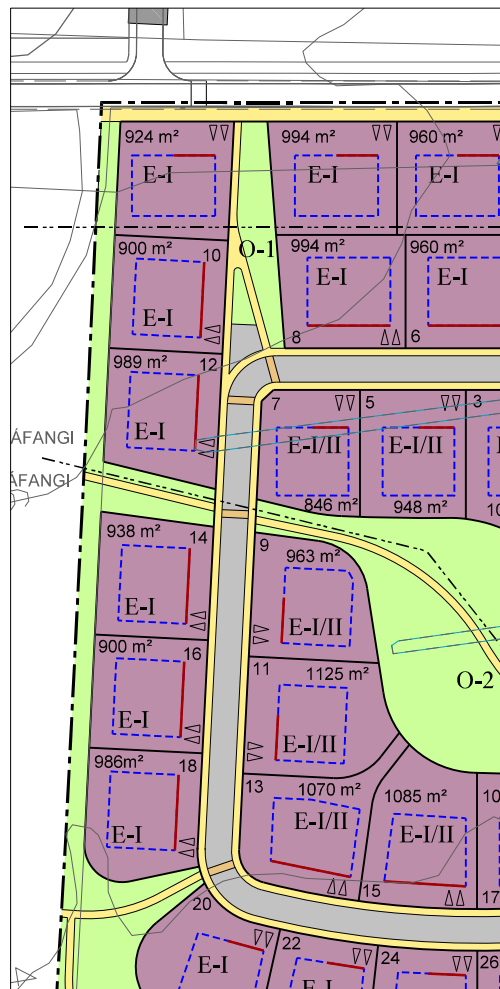 924 m²
994 m²
960 m²
E-I
E-I
E-I
900 m²
10
O-1
994 m²
960 m²
E-I
E-I
E-I
8
6
989 m²
12
E-I
7
5
3
E-I/II
E-I/II
846 m²
948 m²
10
ÁFANGI
ÁFANGI
938 m²
14
E-I
9
963 m²
E-I/II
900 m²
16
E-I
11
1125 m²
E-I/II
O-2
986m²
18
E-I
13
1070 m²
E-I/II
15
1085 m²
E-I/II
10
17
20
E-I
22
E-I
24
E-I
26